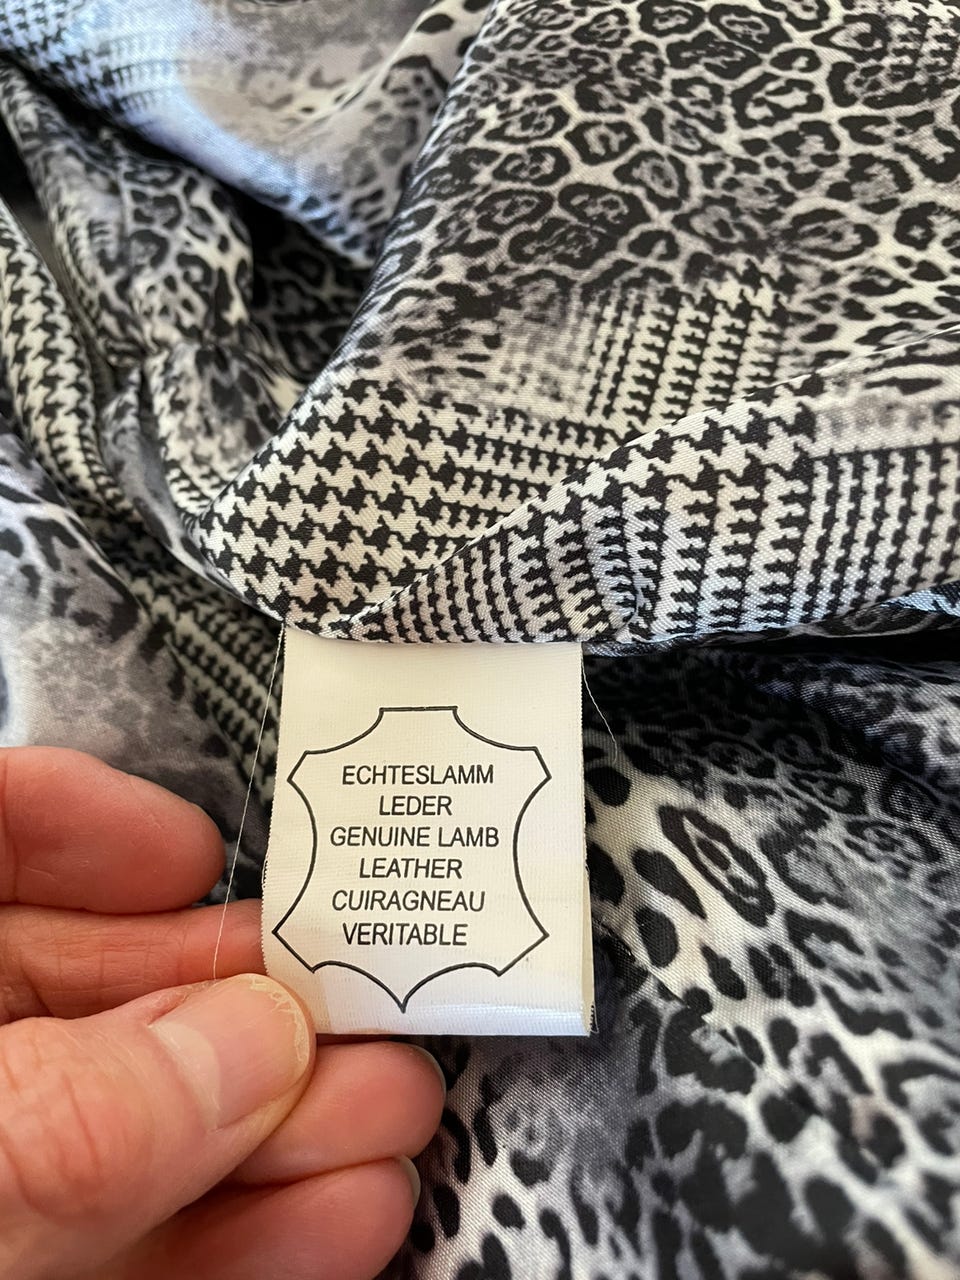 ECHTESLAMM
LEDER
GENUINE LAMB
LEATHER
CUIRAGNEAU
VERITABLE